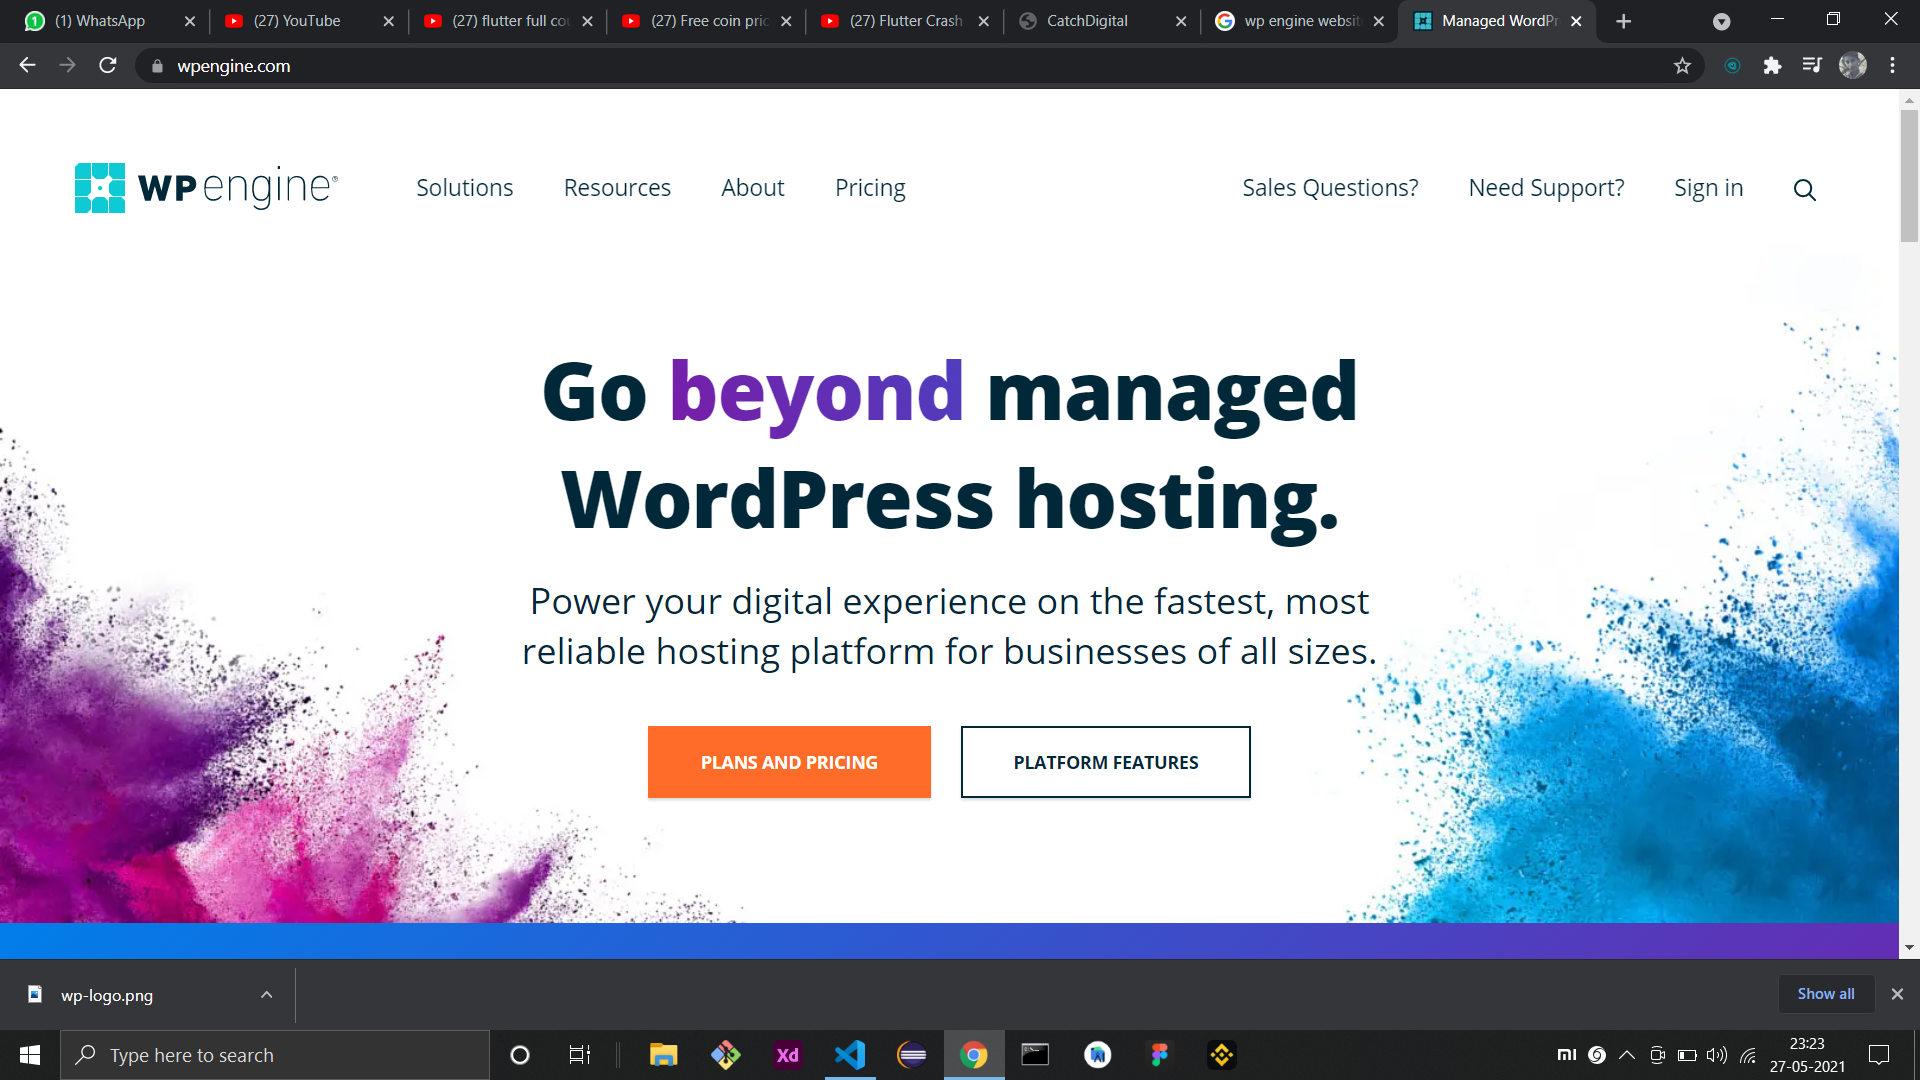 (1) WhatsApp
(27) YouTube
(27) flutter full cou
(27) Free coin pric
(27) Flutter Crash
CatchDigital
wp engine websit
Managed WordPr
wpengine.com
WP engine®
Solutions
Resources
About
Pricing
Sales Questions?
Need Support?
Sign in
Go beyond managed
WordPress hosting.
Power your digital experience on the fastest, most
reliable hosting platform for businesses of all sizes.
PLANS AND PRICING
PLATFORM FEATURES
wp-logo.png
Show all
Type here to search
Xd
mi
23:23
27-05-2021